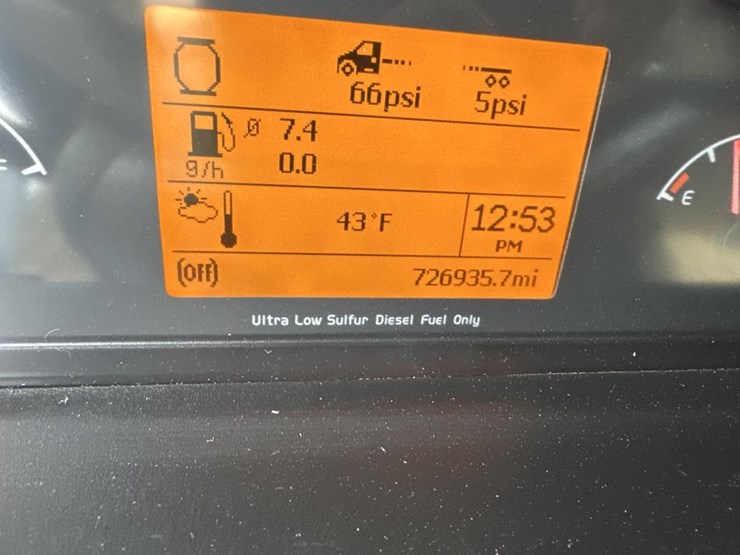 66psi 5psi
Ø 7.4
g/h 0.0
43°F 12:53
PM
(OFF) 726935.7mi
Ultra Low Sulfur Diesel Fuel Only
E